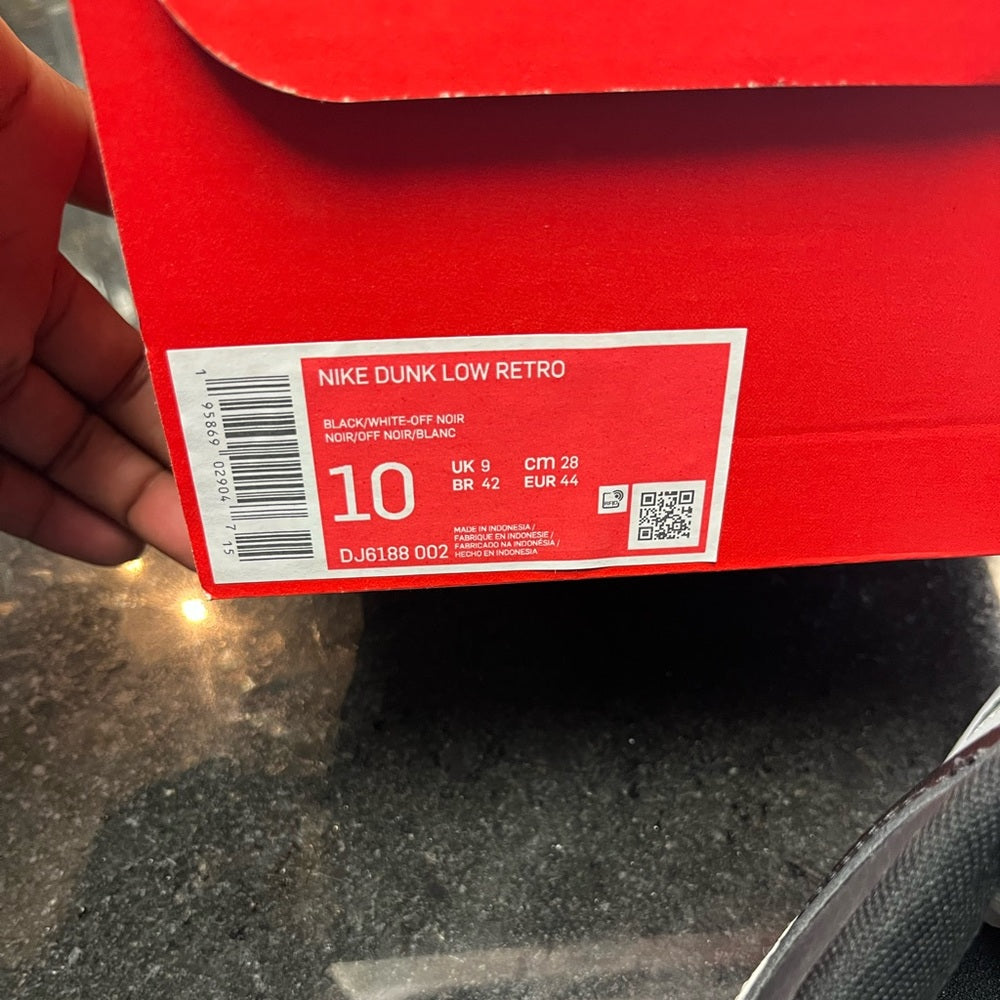 NIKE DUNK LOW RETRO
BLACK/WHITE-OFF NOIR
NOIR/OFF NOIR/BLANC
10
UK 9 cm 28
BR 42 EUR 44
DJ6188 002
MADE IN INDONESIA /
FABRIQUE EN INDONESIE /
FABRICADO NA INDONÉSIA /
HECHO EN INDONESIA
RFID
1 95869 02904 7 15